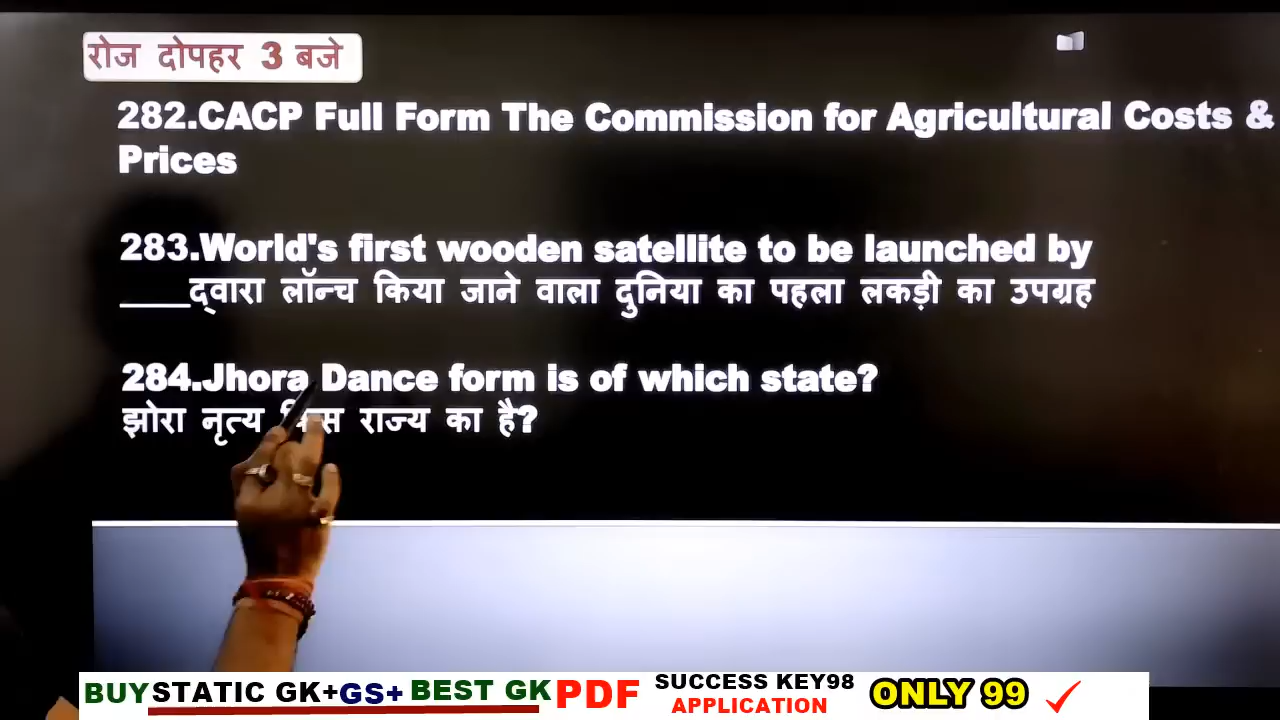 रोज दोपहर 3 बजे
282.CACP Full Form The Commission for Agricultural Costs &
Prices
283.World's first wooden satellite to be launched by
____द्वारा लॉन्च किया जाने वाला दुनिया का पहला लकड़ी का उपग्रह
284.Jhora Dance form is of which state?
झोरा नृत्य राज्य का है?
BUY STATIC GK+GS+ BEST GK PDF SUCCESS KEY98 APPLICATION ONLY 99